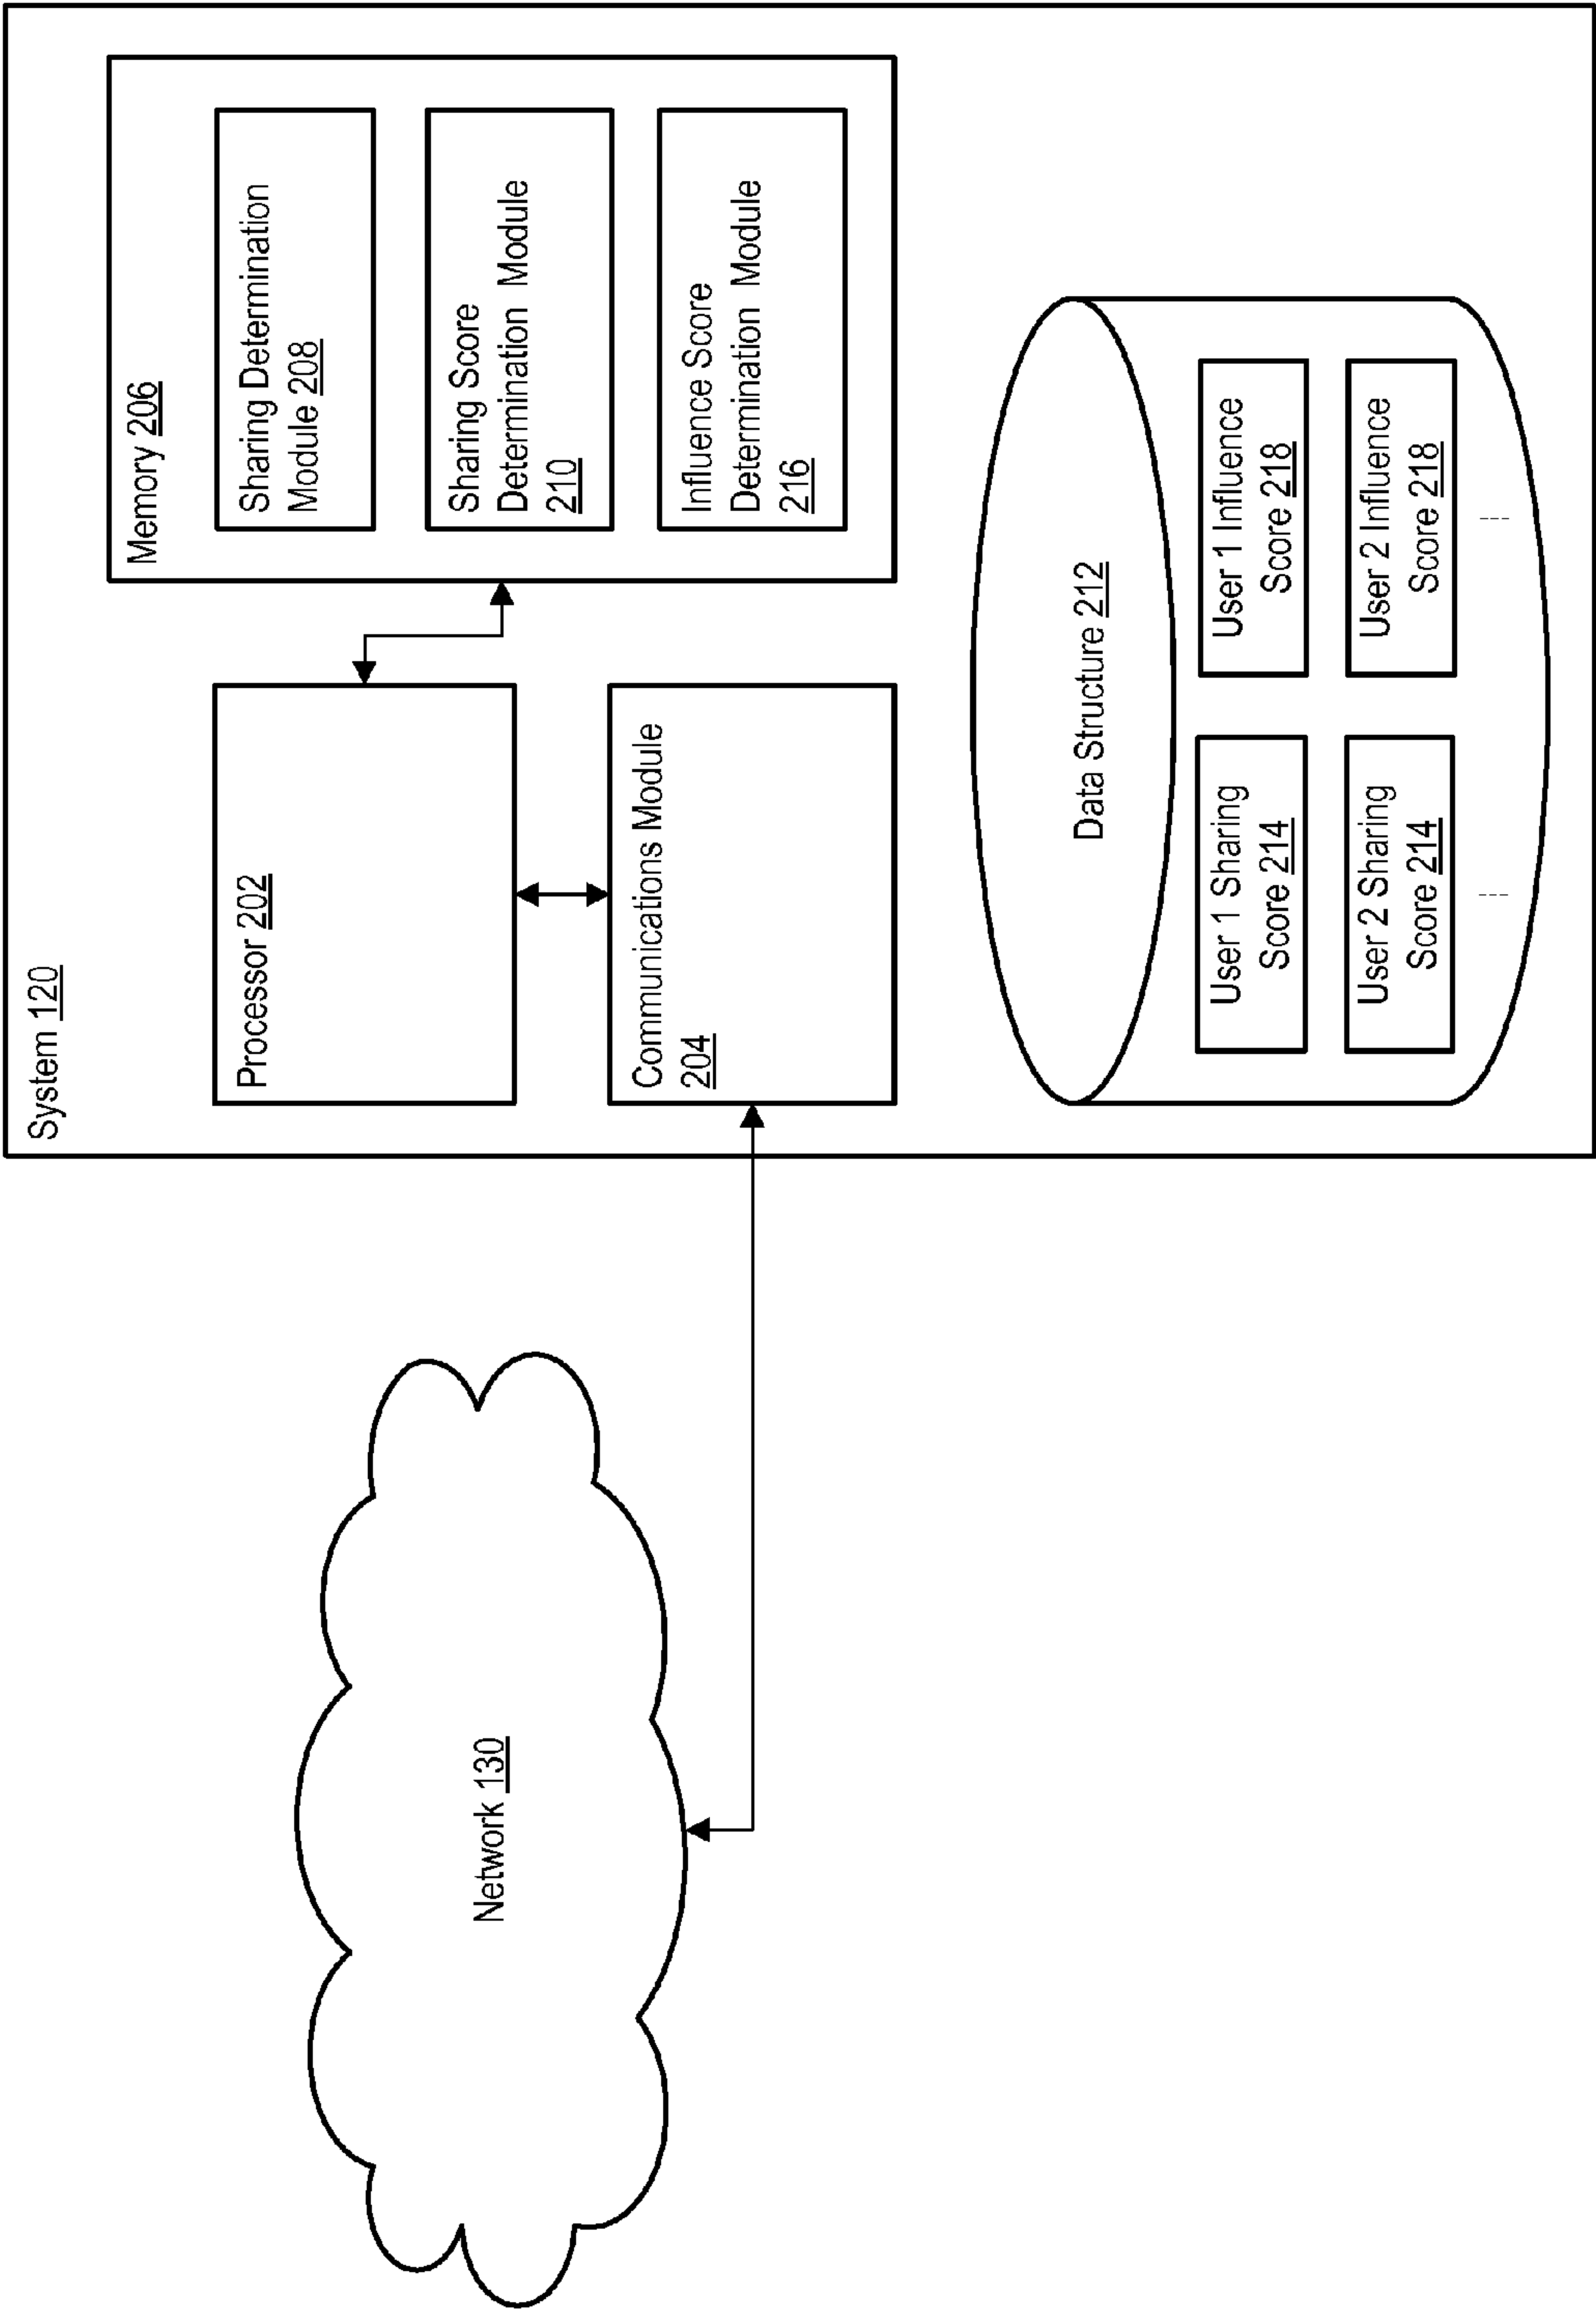 System 120
Network 130
Processor 202
Communications Module
204
Memory 206
Sharing Determination
Module 208
Sharing Score
Determination Module
210
Influence Score
Determination Module
216
Data Structure 212
User 1 Sharing
Score 214
User 1 Influence
Score 218
User 2 Sharing
Score 214
User 2 Influence
Score 218